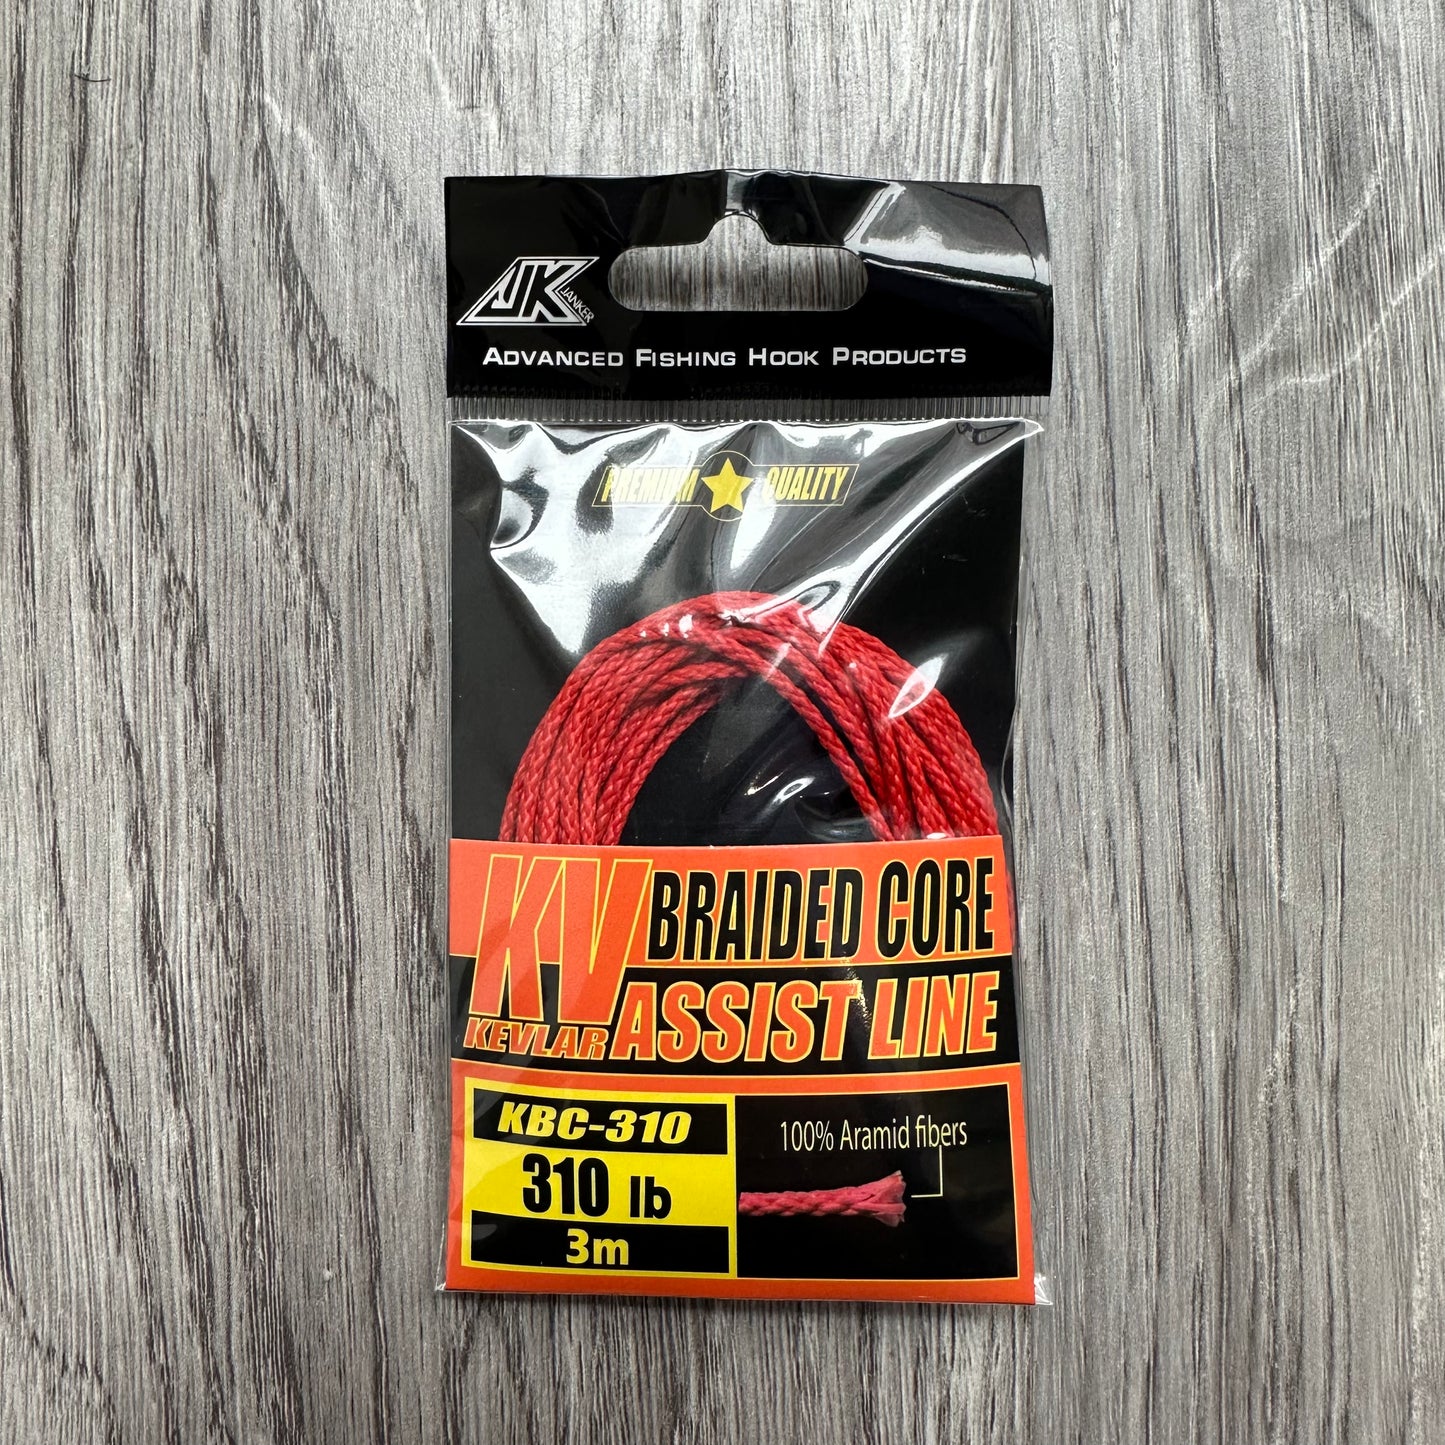 JK
JANKER
ADVANCED FISHING HOOK PRODUCTS
PREMIUM QUALITY
KV BRAIDED CORE
KEVLAR ASSIST LINE
KBC-310
310 lb
3m
100% Aramid fibers